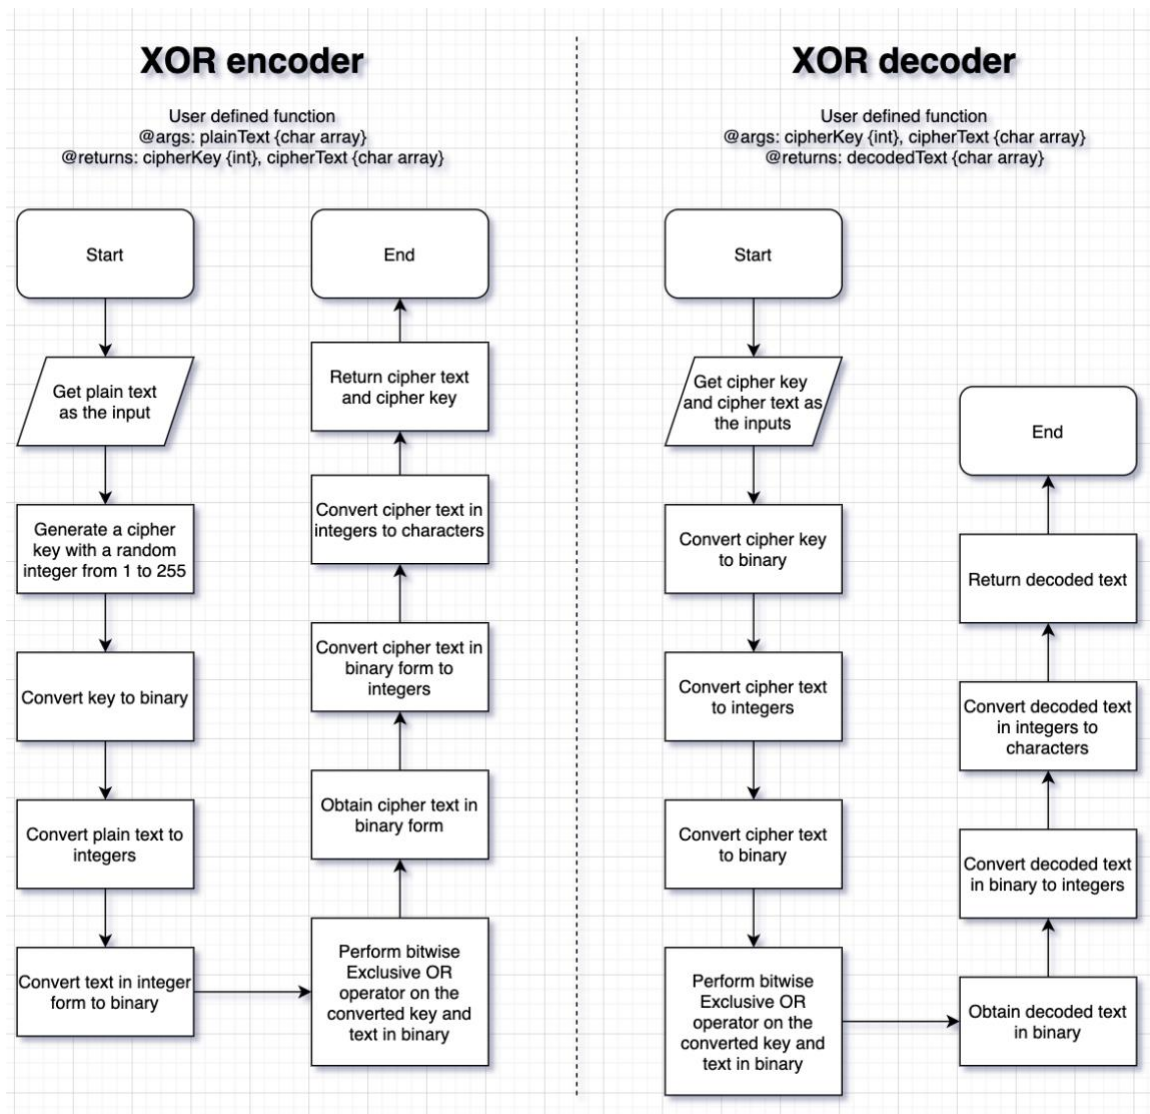 XOR encoder
User defined function
@args: plainText {char array}
@returns: cipherKey {int}, cipherText {char array}
Start
Get plain text
as the input
Generate a cipher
key with a random
integer from 1 to 255
Convert key to binary
Convert plain text to
integers
Convert text in integer
form to binary
Perform bitwise
Exclusive OR
operator on the
converted key and
text in binary
Obtain cipher text in
binary form
Convert cipher text in
binary form to
integers
Convert cipher text in
integers to characters
Return cipher text
and cipher key
End
XOR decoder
User defined function
@args: cipherKey {int}, cipherText {char array}
@returns: decodedText {char array}
Start
Get cipher key
and cipher text as
the inputs
Convert cipher key
to binary
Convert cipher text
to integers
Convert cipher text
to binary
Perform bitwise
Exclusive OR
operator on the
converted key and
text in binary
Obtain decoded text
in binary
Convert decoded text
in binary to integers
Convert decoded text
in integers to
characters
Return decoded text
End